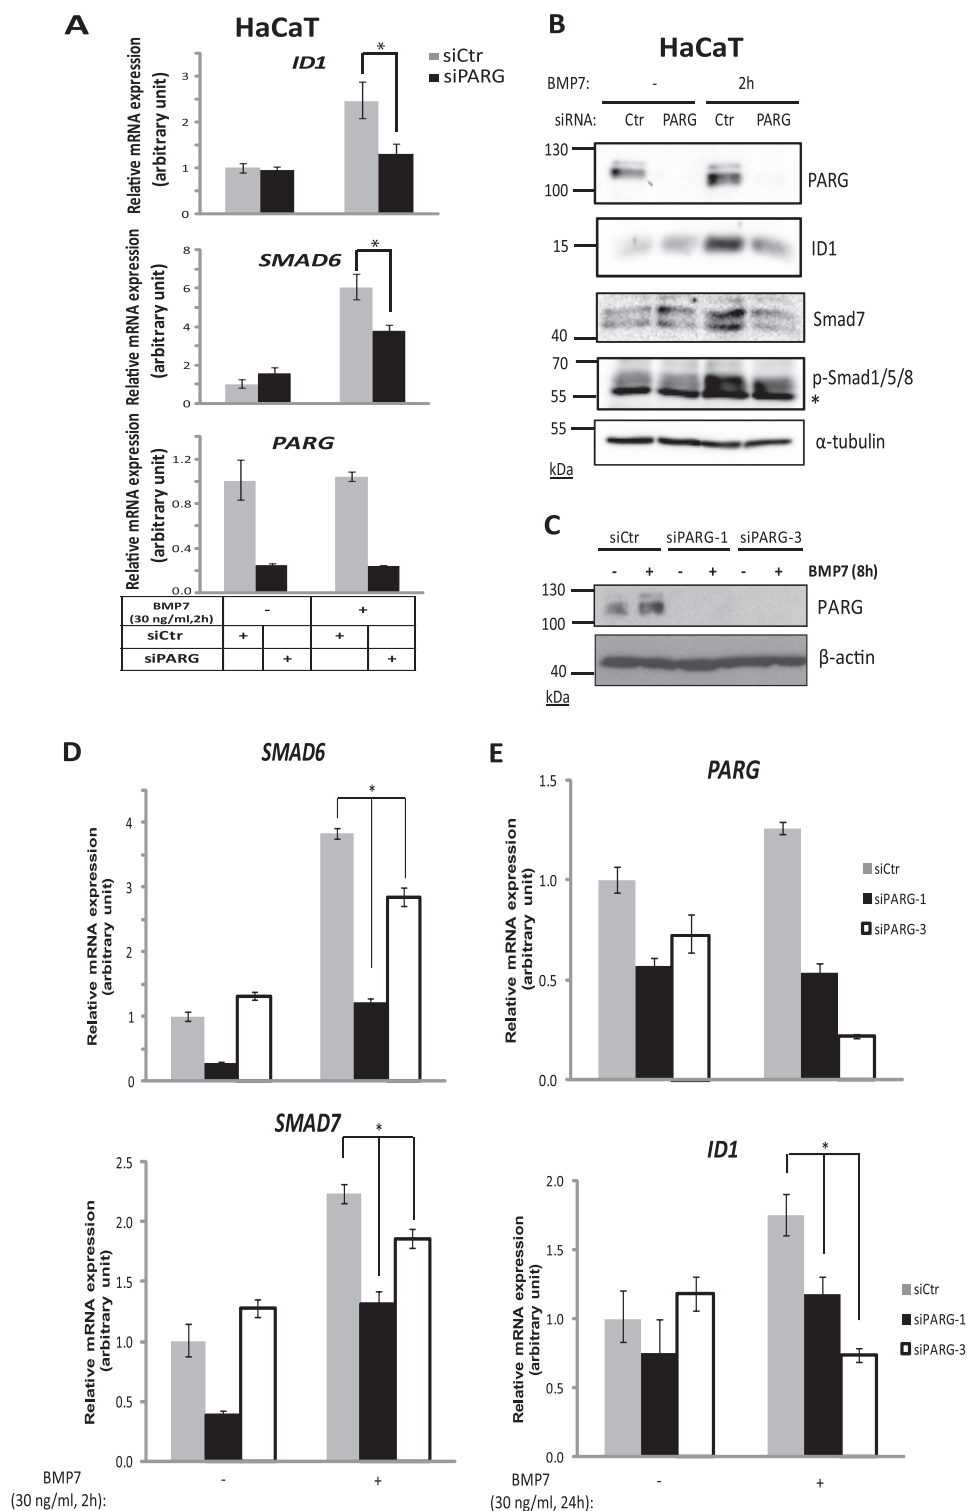 A
HaCaT
ID1
siCtr
siPARG
*
Relative mRNA expression
(arbitrary unit)
3
2
1
0
SMAD6
*
Relative mRNA expression
(arbitrary unit)
8
6
4
2
0
PARG
Relative mRNA expression
(arbitrary unit)
1.2
0.8
0.4
0.0
BMP7
(30 ng/ml,2h)
- +
siCtr + +
siPARG + +
B
HaCaT
BMP7: - 2h
siRNA: Ctr PARG Ctr PARG
130
100
PARG
15
ID1
Smad7
40
70
p-Smad1/5/8
55
*
55
α-tubulin
kDa
C
siCtr siPARG-1 siPARG-3
- + - + - + BMP7 (8h)
130
PARG
100
β-actin
40
kDa
D
SMAD6
*
Relative mRNA expression
(arbitrary unit)
4
3
2
1
0
SMAD7
*
Relative mRNA expression
(arbitrary unit)
2.5
2.0
1.5
1.0
0.5
0.0
BMP7 - +
(30 ng/ml, 2h):
E
PARG
Relative mRNA expression
(arbitrary unit)
1.5
1.0
0.5
0.0
siCtr
siPARG-1
siPARG-3
ID1
*
Relative mRNA expression
(arbitrary unit)
2.0
1.5
1.0
0.5
0.0
siCtr
siPARG-1
siPARG-3
BMP7 - +
(30 ng/ml, 24h):